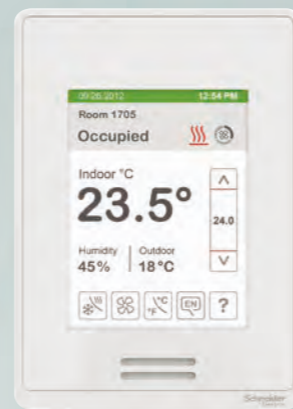 09/26/2012 12:54 PM
Room 1705
Occupied
Indoor °C
23.5°
24.0
Humidity Outdoor
45% 18°C
°F °C EN ?
Schneider
Electric